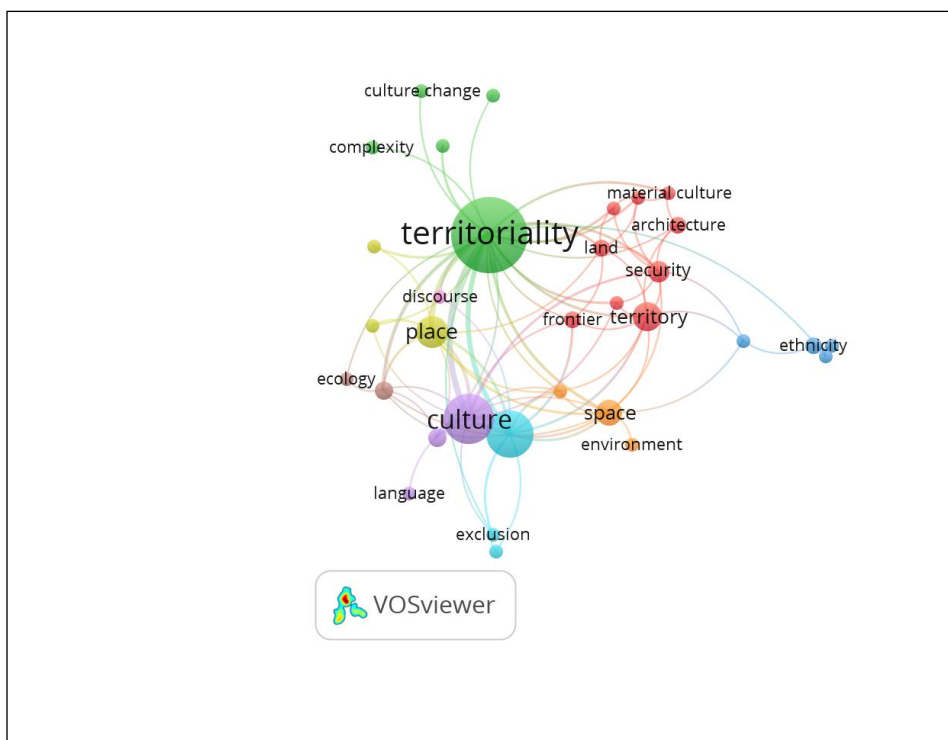 culture change
complexity
territoriality
material culture
architecture
land
security
discourse
frontier
territory
place
ethnicity
ecology
culture
space
environment
language
exclusion
VOSviewer